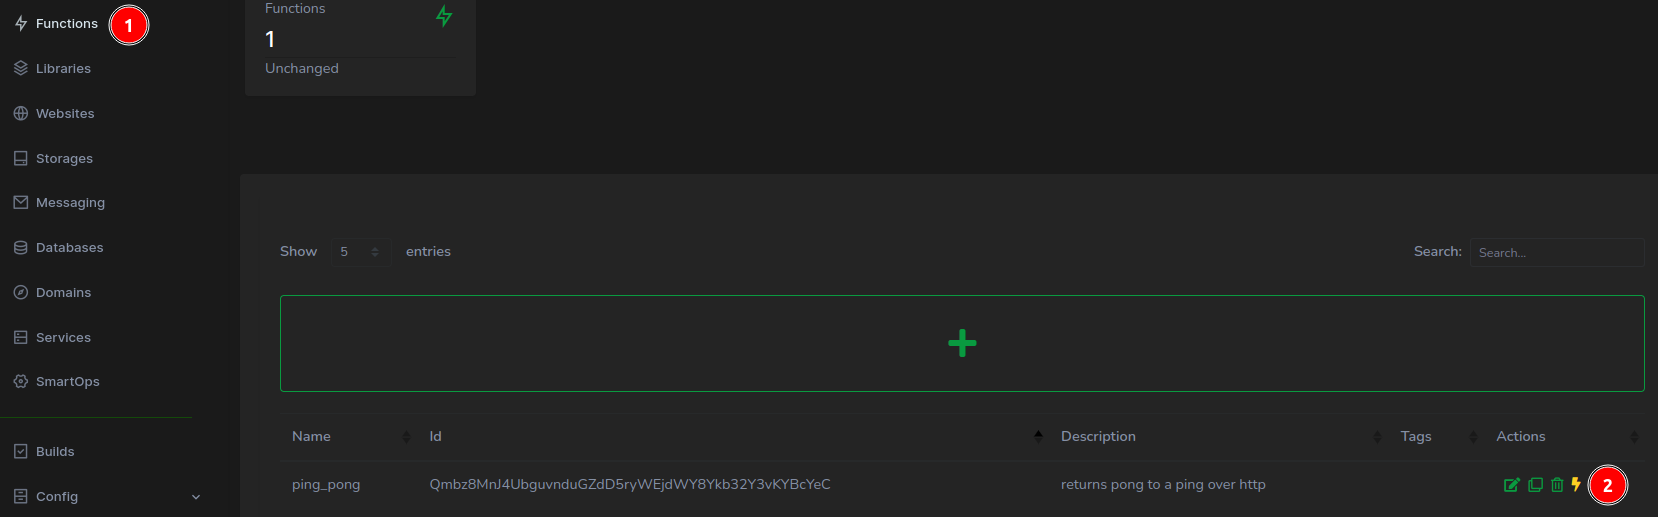 Functions 1
Libraries
Websites
Storages
Messaging
Databases
Domains
Services
SmartOps
Builds
Config
Functions
1
Unchanged
Show 5 entries
Search: Search...
Name Id Description Tags Actions
ping_pong Qmbz8MnJ4UbguvnduGZdD5ryWEjdWY8Ykb32Y3vKYBcYeC returns pong to a ping over http 2